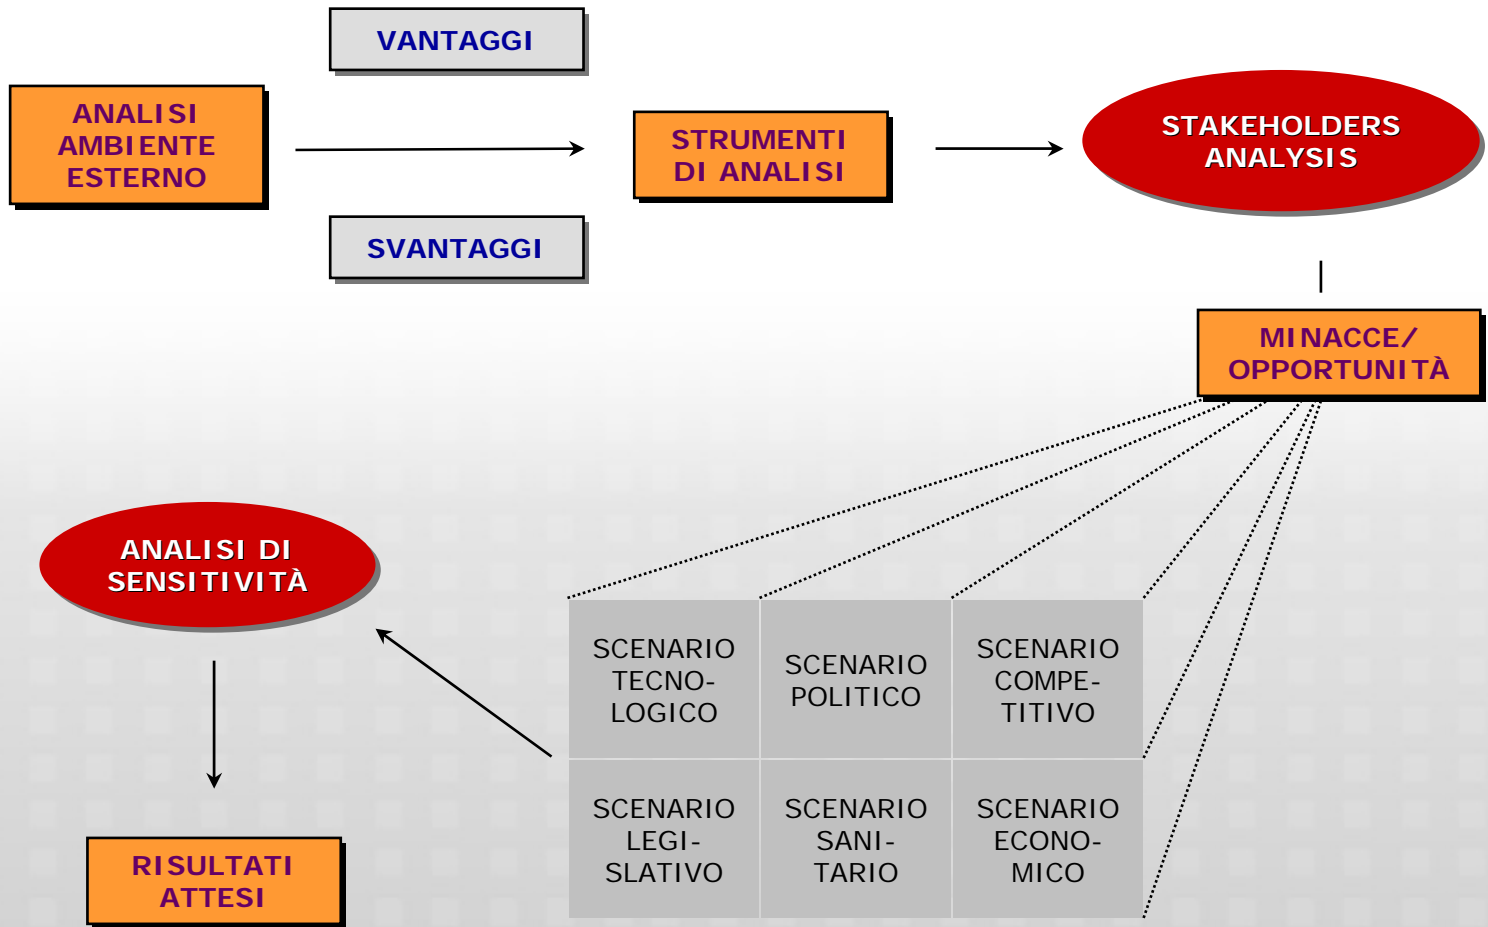 VANTAGGI
ANALISI
AMBIENTE
ESTERNO
STRUMENTI
DI ANALISI
STAKEHOLDERS
ANALYSIS
SVANTAGGI
MINACCE/
OPPORTUNITÀ
ANALISI DI
SENSITIVITÀ
SCENARIO
TECNO-
LOGICO
SCENARIO
POLITICO
SCENARIO
COMPE-
TITIVO
SCENARIO
LEGI-
SLATIVO
SCENARIO
SANI-
TARIO
SCENARIO
ECONO-
MICO
RISULTATI
ATTESI